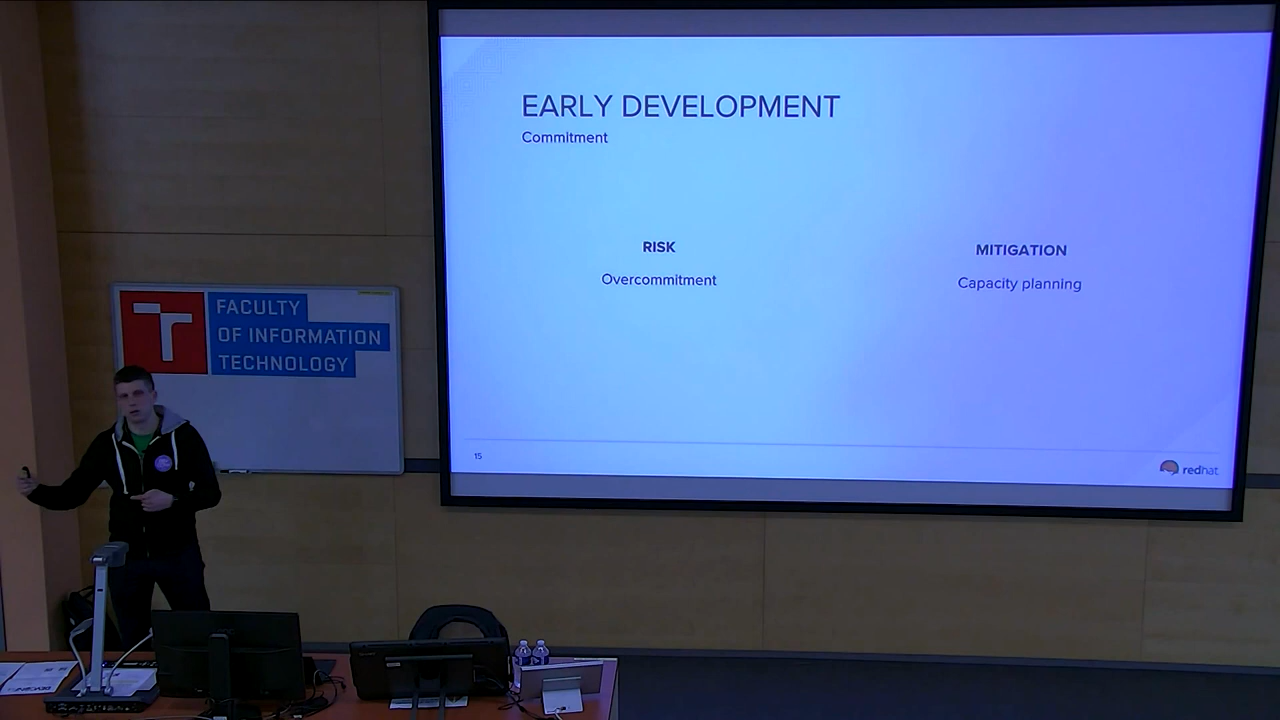 EARLY DEVELOPMENT
Commitment
RISK
MITIGATION
Overcommitment
Capacity planning
15
redhat
FACULTY
OF INFORMATION
TECHNOLOGY